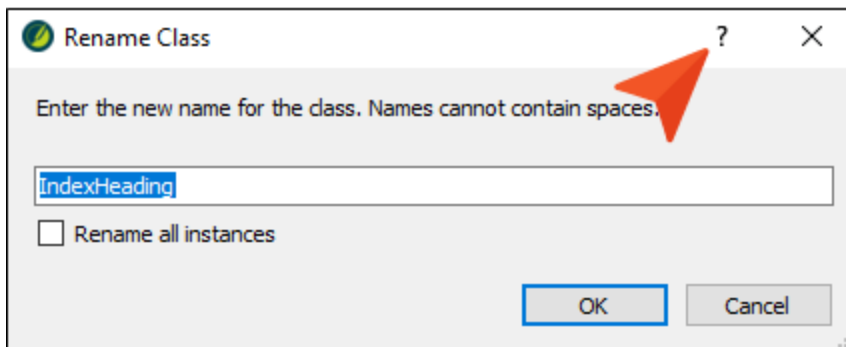 Rename Class
?
Enter the new name for the class. Names cannot contain spaces.
IndexHeading
Rename all instances
OK
Cancel